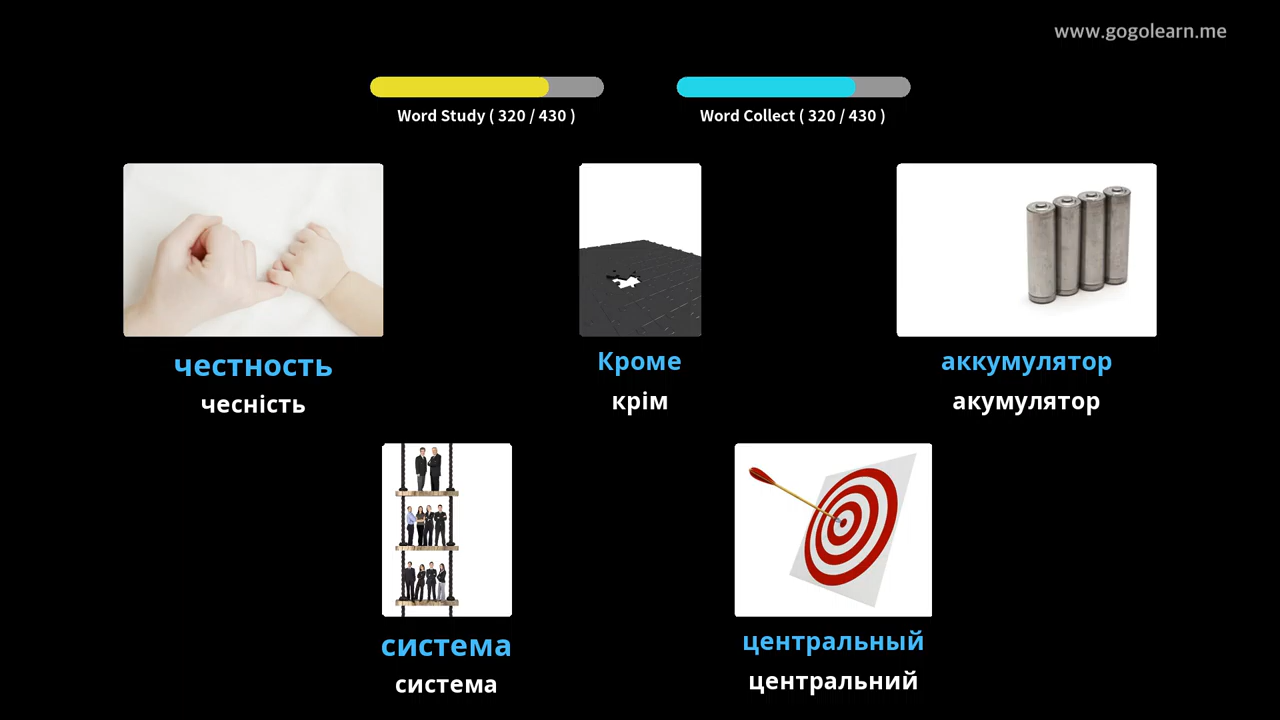 www.gogolearn.me
Word Study ( 320 / 430 )
Word Collect ( 320 / 430 )
честность
чесність
Кроме
крім
аккумулятор
акумулятор
система
система
центральный
центральний